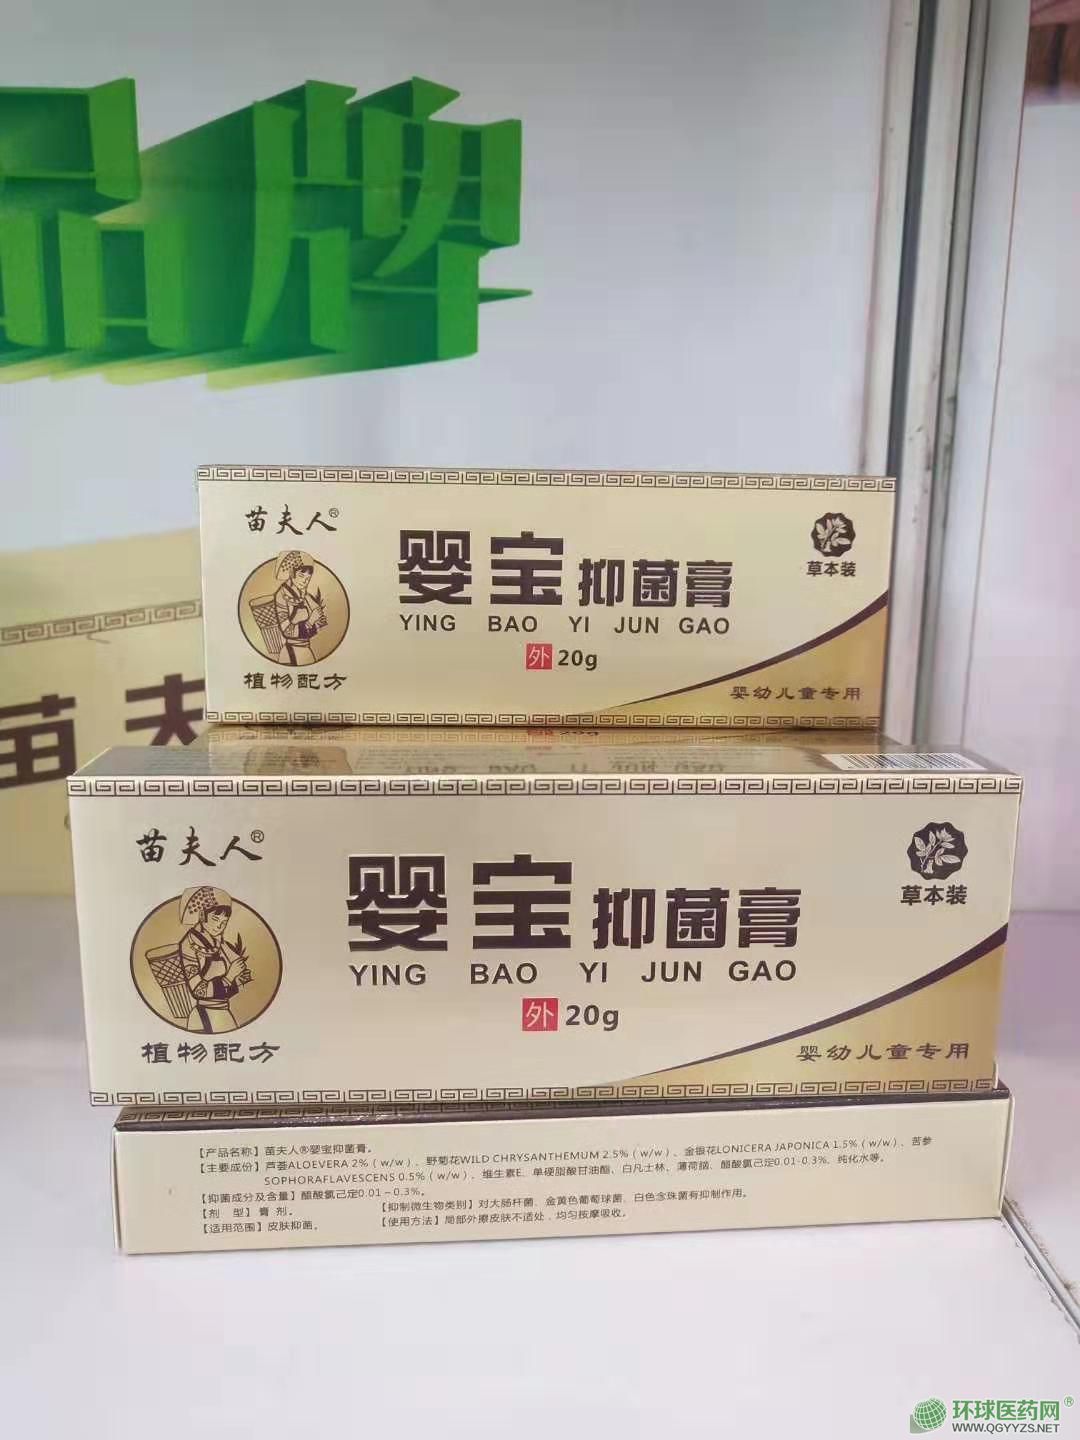 品牌
苗夫
苗夫人®
植物配方
婴宝抑菌膏
YING BAO YI JUN GAO
外 20g
草本装
婴幼儿童专用
苗夫人®
植物配方
婴宝抑菌膏
YING BAO YI JUN GAO
外 20g
草本装
婴幼儿童专用
【产品名称】苗夫人®婴宝抑菌膏。
【主要成份】芦荟ALOEVERA 2%（w/w）、野菊花WILD CHRYSANTHEMUM 2.5%（w/w）、金银花LONICERA JAPONICA 1.5%（w/w）、苦参
SOPHORAFLAVESCENS 0.5%（w/w）、维生素E、单硬脂酸甘油酯、白凡士林、薄荷脑、醋酸氯己定0.01-0.3%、纯化水等。
【抑菌成分及含量】醋酸氯己定0.01－0.3%。
【剂 型】膏 剂。 【抑制微生物类别】对大肠杆菌、金黄色葡萄球菌、白色念珠菌有抑制作用。
【适用范围】皮肤抑菌。 【使用方法】局部外擦皮肤不适处，均匀按摩吸收。
环球医药网®
WWW.QGYYZS.NET